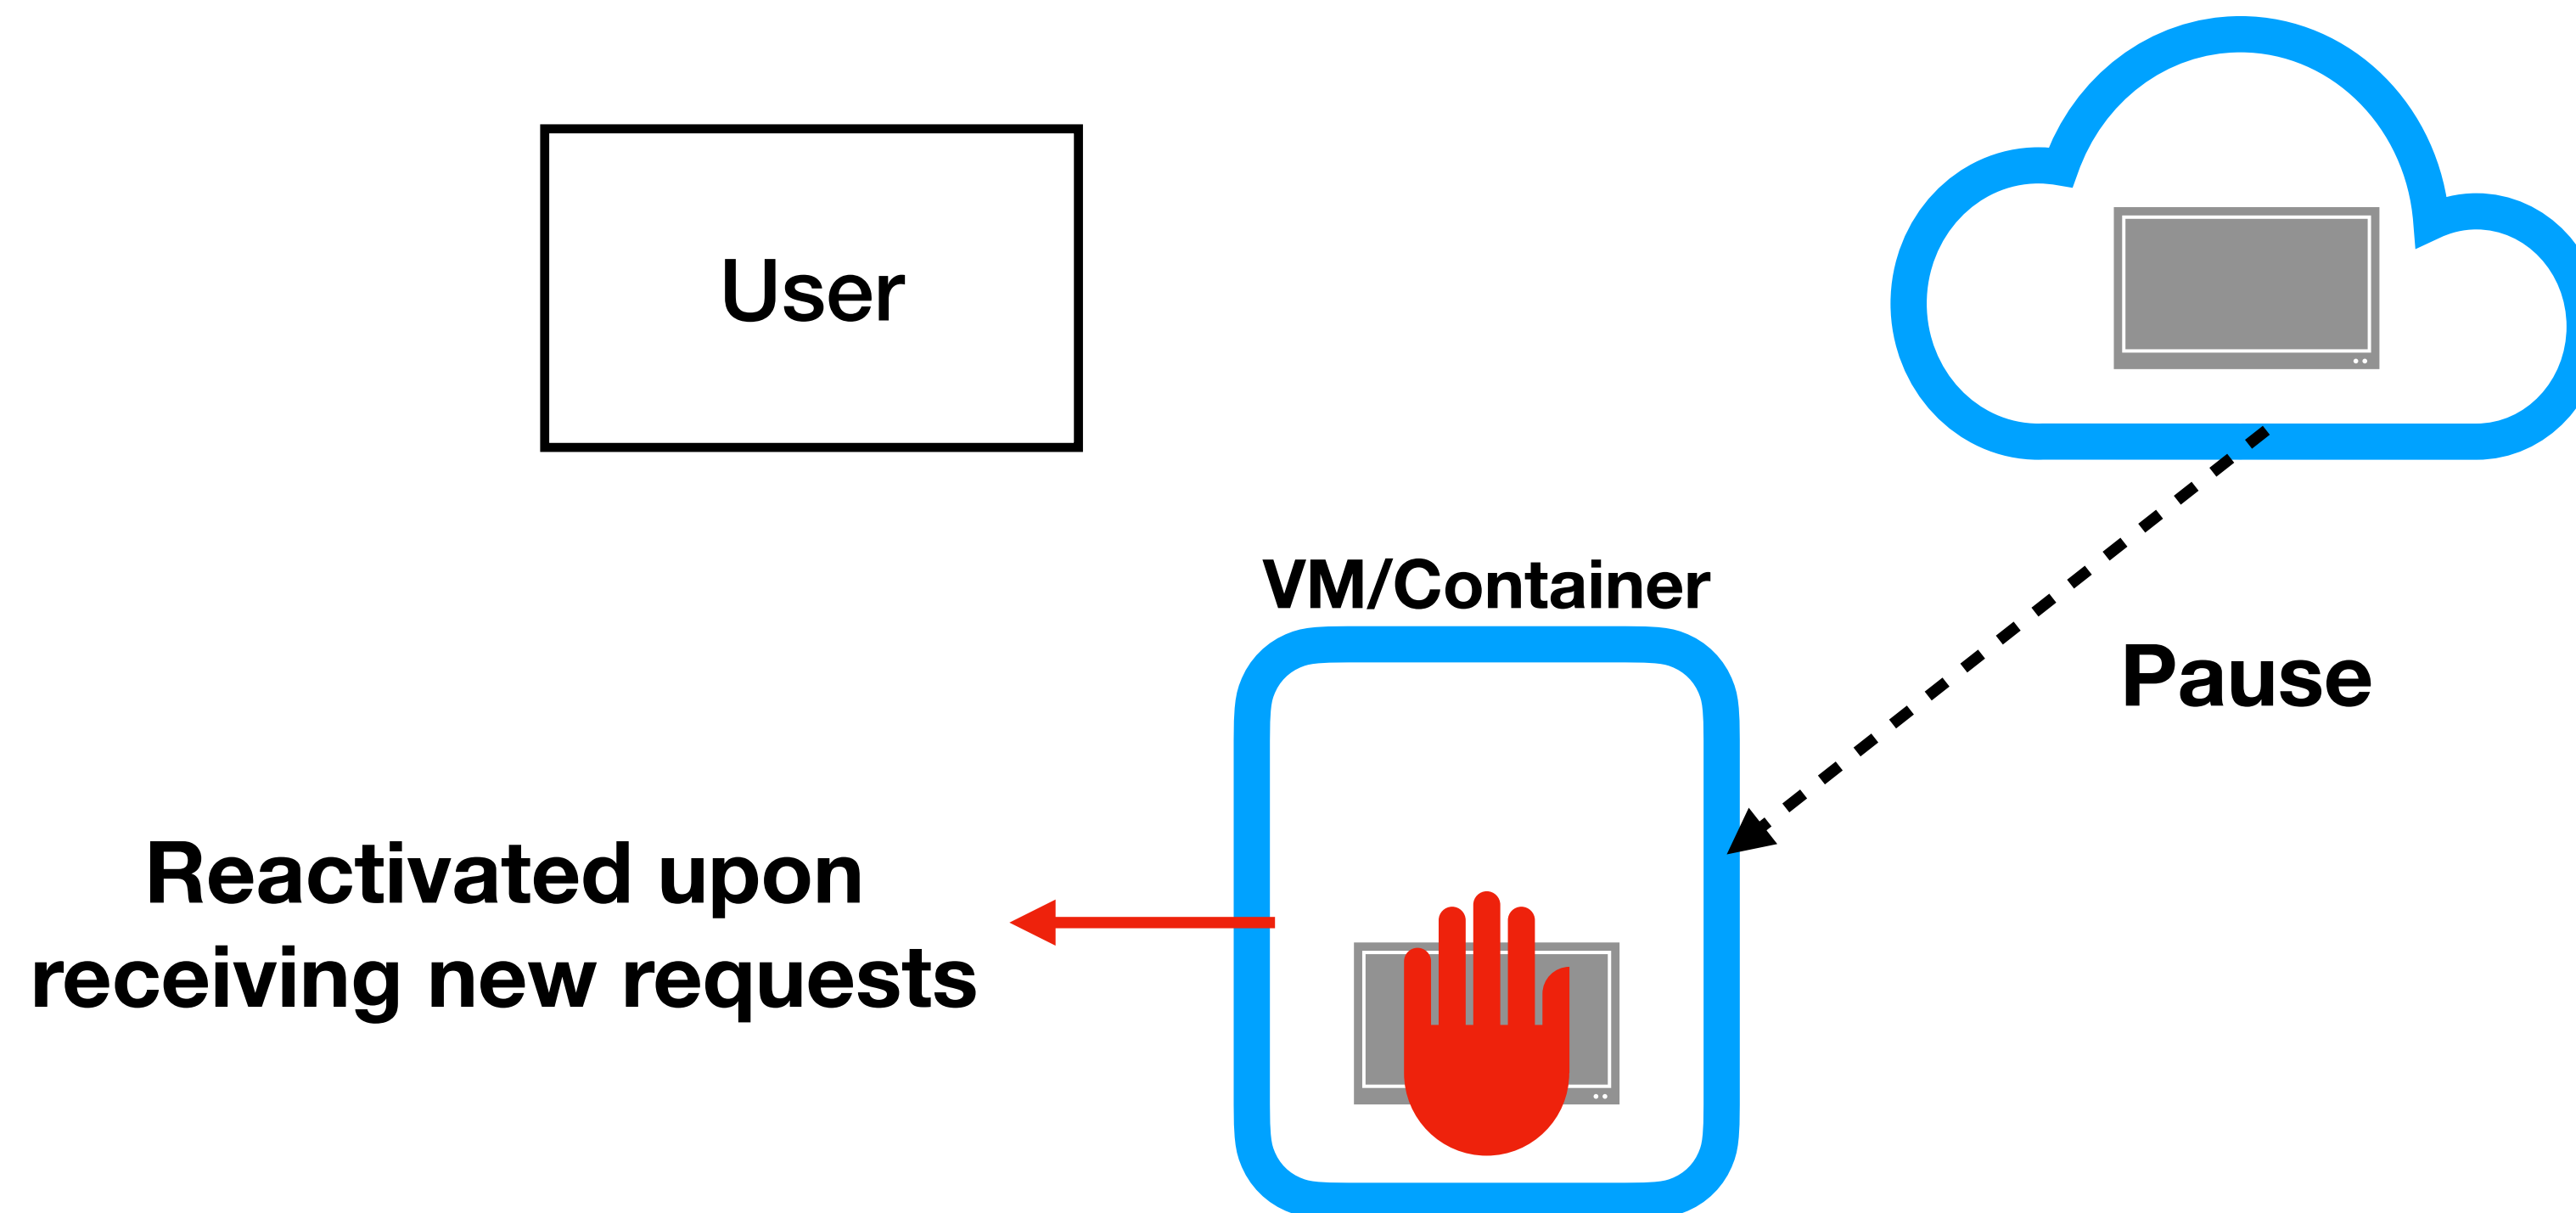 User
VM/Container
Pause
Reactivated upon
receiving new requests